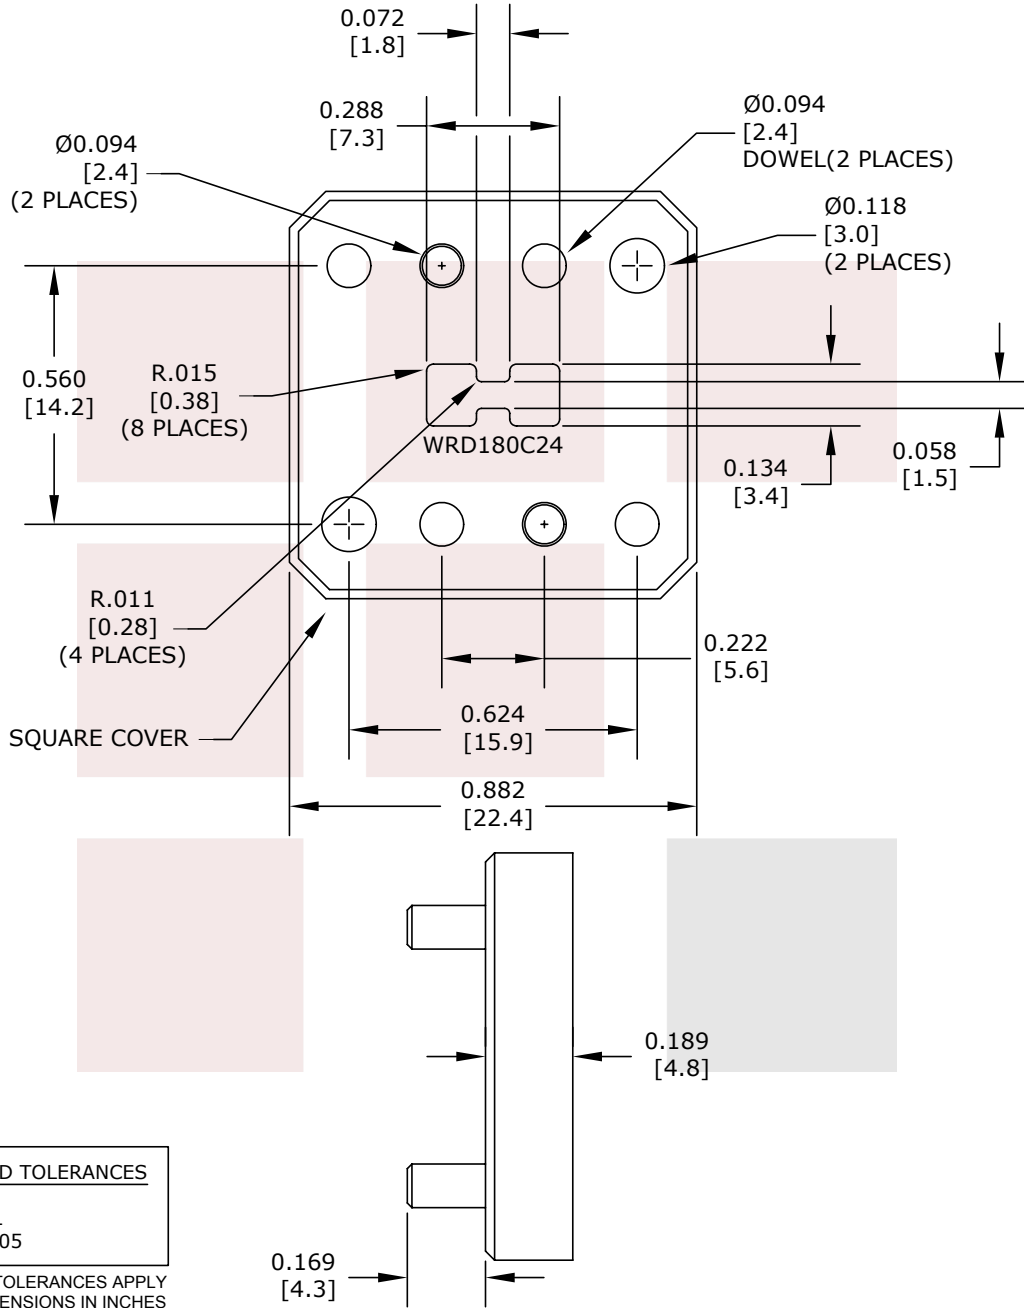 0.072
[1.8]
0.288
[7.3]
Ø0.094
[2.4]
DOWEL(2 PLACES)
Ø0.094
[2.4]
(2 PLACES)
Ø0.118
[3.0]
(2 PLACES)
0.560
[14.2]
R.015
[0.38]
(8 PLACES)
WRD180C24
0.134
[3.4]
0.058
[1.5]
R.011
[0.28]
(4 PLACES)
0.222
[5.6]
SQUARE COVER
0.624
[15.9]
0.882
[22.4]
0.189
[4.8]
D TOLERANCES
05
0.169
[4.3]
TOLERANCES APPLY
ENSIONS IN INCHES